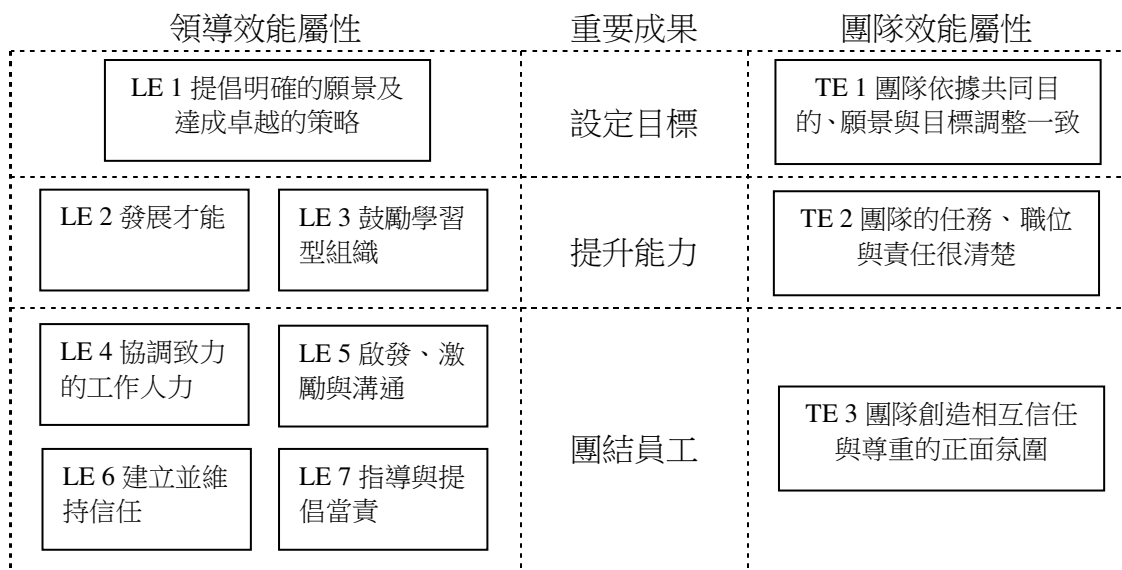 領導效能屬性
重要成果
團隊效能屬性
LE 1 提倡明確的願景及
達成卓越的策略
設定目標
TE 1 團隊依據共同目
的、願景與目標調整一致
LE 2 發展才能
LE 3 鼓勵學習
型組織
提升能力
TE 2 團隊的任務、職位
與責任很清楚
LE 4 協調致力
的工作人力
LE 5 啟發、激
勵與溝通
LE 6 建立並維
持信任
LE 7 指導與提
倡當責
團結員工
TE 3 團隊創造相互信任
與尊重的正面氛圍